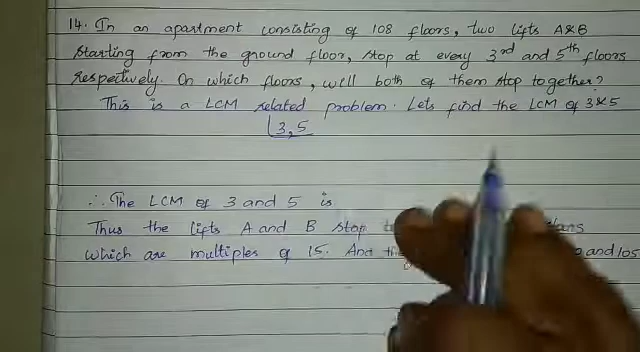 14. In an apartment consisting of 108 floors, two lifts A & B
starting from the ground floor, stop at every 3rd and 5th floors
respectively. On which floors, will both of them stop together?
This is a LCM related problem. Lets find the LCM of 3 & 5
3, 5
∴ The LCM of 3 and 5 is
Thus the lifts A and B stop
which are multiples of 15. And and 105